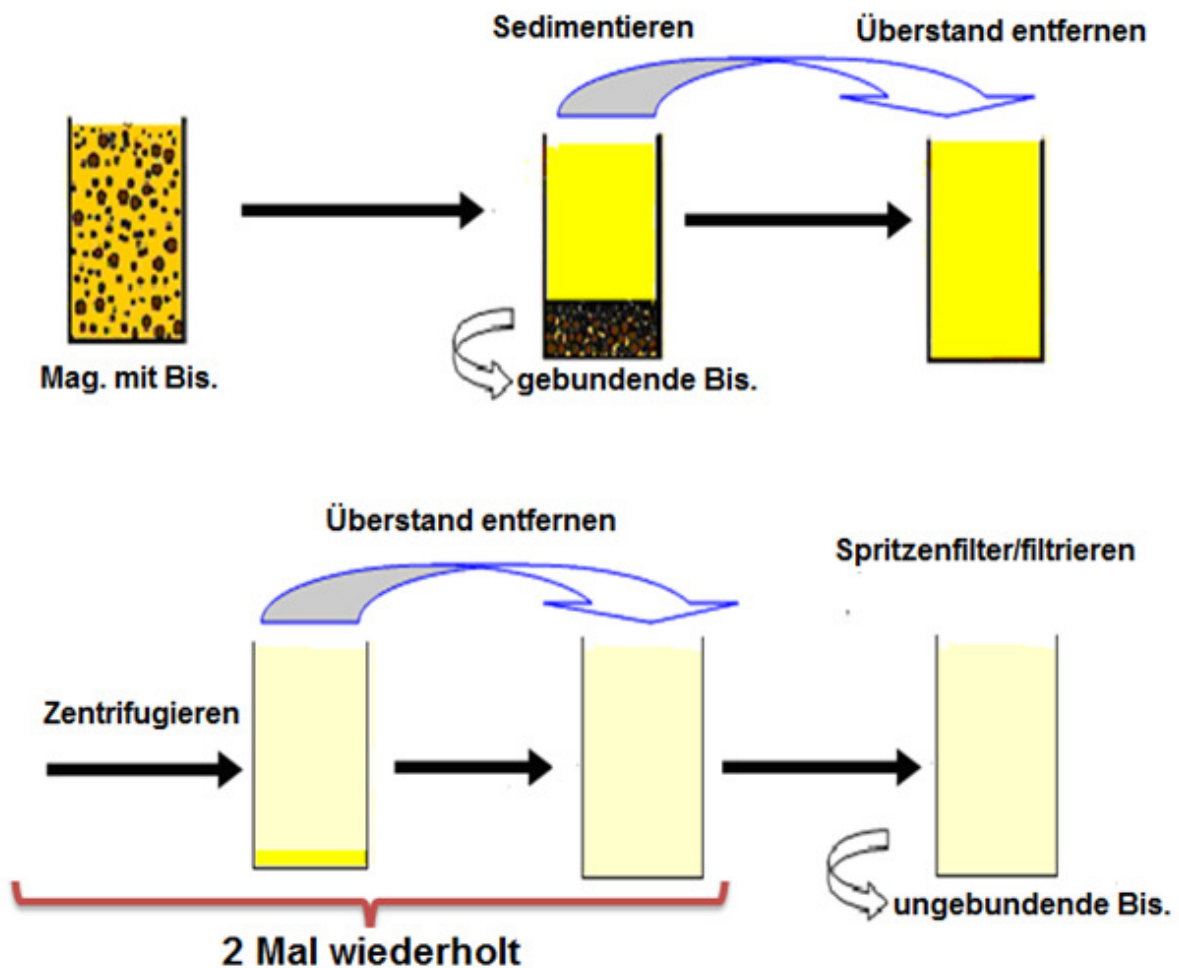 Sedimentieren
Überstand entfernen
Mag. mit Bis.
gebundende Bis.
Überstand entfernen
Spritzenfilter/filtrieren
Zentrifugieren
ungebundende Bis.
2 Mal wiederholt